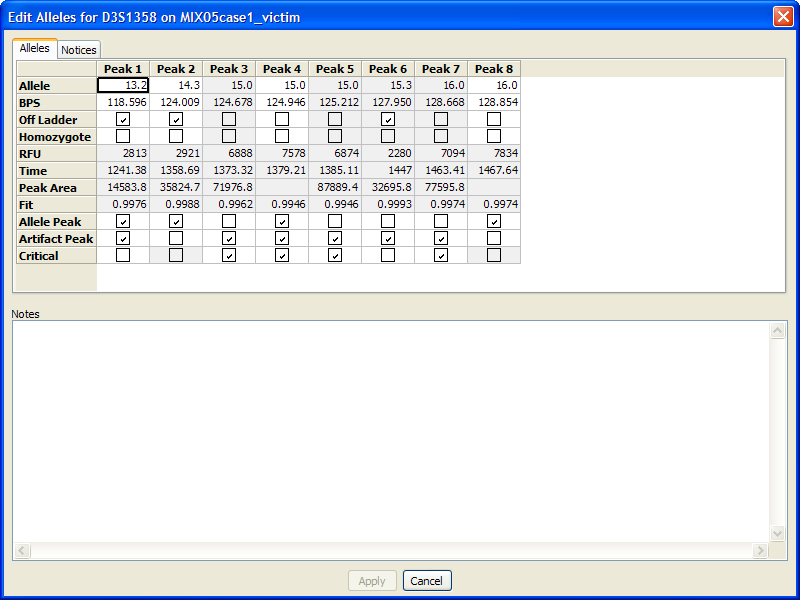 Edit Alleles for D3S1358 on MIX05case1_victim
Alleles Notices
Peak 1 Peak 2 Peak 3 Peak 4 Peak 5 Peak 6 Peak 7 Peak 8
Allele 13.2 14.3 15.0 15.0 15.0 15.3 16.0 16.0
BPS 118.596 124.009 124.678 124.946 125.212 127.950 128.668 128.854
Off Ladder
Homozygote
RFU 2813 2921 6888 7578 6874 2280 7094 7834
Time 1241.38 1358.69 1373.32 1379.21 1385.11 1447 1463.41 1467.64
Peak Area 14583.8 35824.7 71976.8 87889.4 32695.8 77595.8
Fit 0.9976 0.9988 0.9962 0.9946 0.9946 0.9993 0.9974 0.9974
Allele Peak
Artifact Peak
Critical
Notes
Apply Cancel